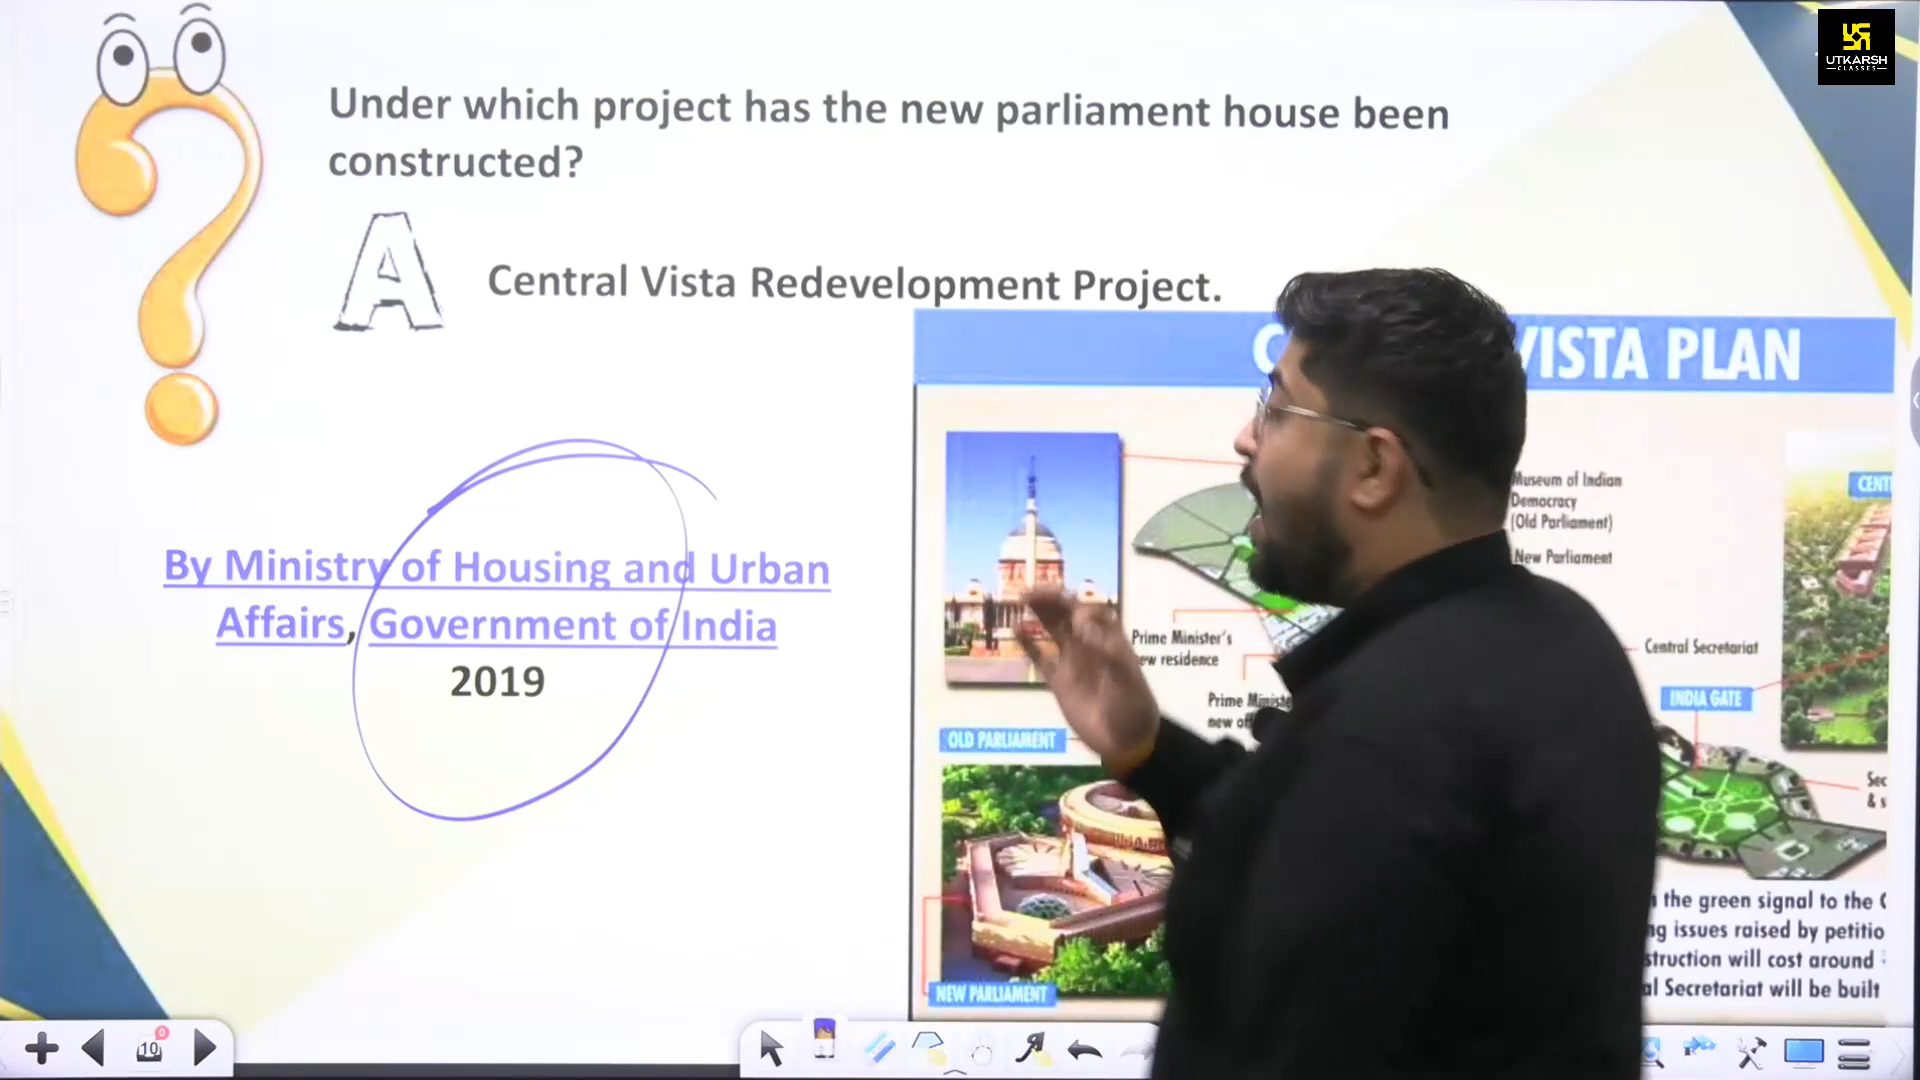 UTKARSH
CLASSES
Under which project has the new parliament house been
constructed?
A
Central Vista Redevelopment Project.
VISTA PLAN
By Ministry of Housing and Urban
Affairs, Government of India
2019
Museum of Indian
Democracy
(Old Parliament)
New Parliament
Prime Minister's
residence
Prime
new
Central Secretariat
INDIA GATE
OLD PARLIAMENT
NEW PARLIAMENT
the green signal to the
issues raised by
will cost around
Secretariat will be built
10
0